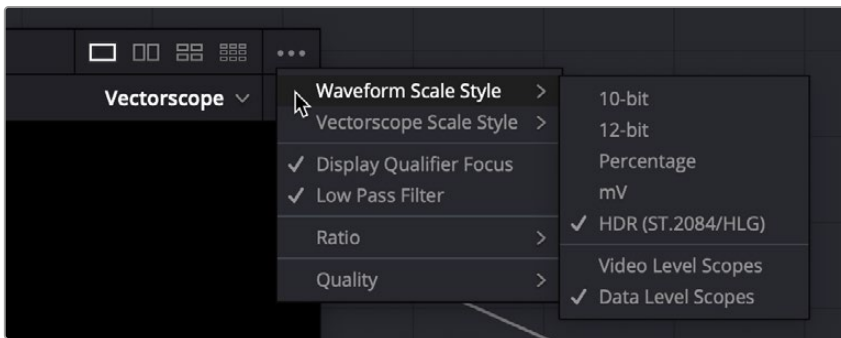 Vectorscope
Waveform Scale Style
Vectorscope Scale Style
Display Qualifier Focus
Low Pass Filter
Ratio
Quality
10-bit
12-bit
Percentage
mV
HDR (ST.2084/HLG)
Video Level Scopes
Data Level Scopes